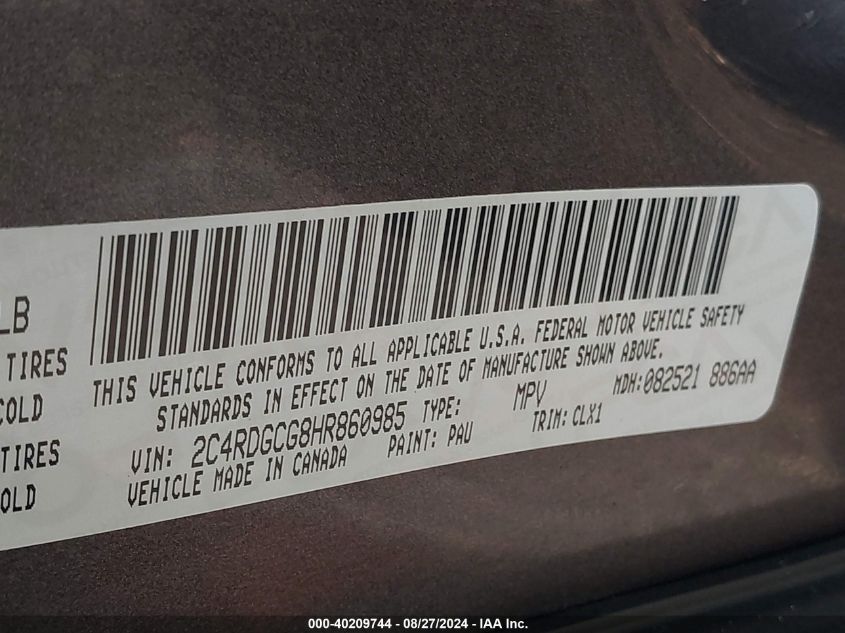 LB
TIRES
COLD
TIRES
OLD
THIS VEHICLE CONFORMS TO ALL APPLICABLE U.S.A. FEDERAL MOTOR VEHICLE SAFETY
STANDARDS IN EFFECT ON THE DATE OF MANUFACTURE SHOWN ABOVE.
VIN: 2C4RDGCG8HR860985 TYPE: MPV MDH:082521 886AA
VEHICLE MADE IN CANADA PAINT: PAU TRIM: CLX1
000-40209744 - 08/27/2024 - IAA Inc.